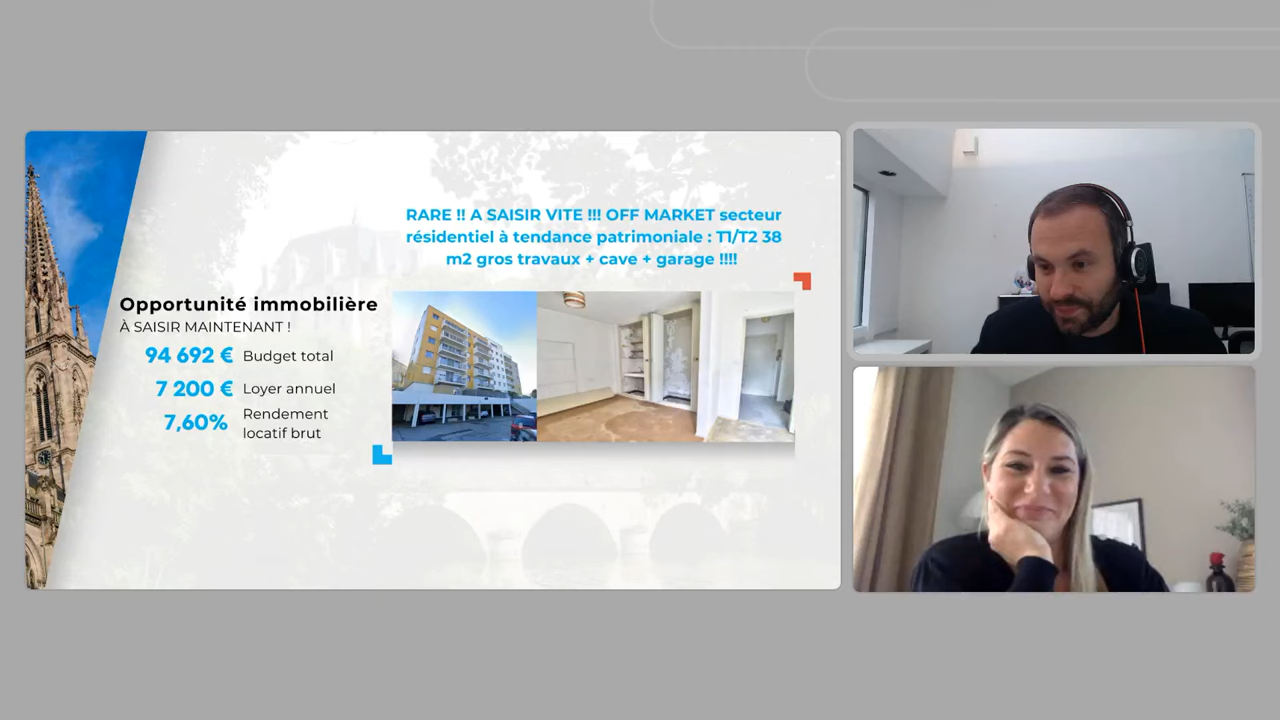 RARE !! A SAISIR VITE !!! OFF MARKET secteur
résidentiel à tendance patrimoniale : T1/T2 38
m2 gros travaux + cave + garage !!!!
Opportunité immobilière
À SAISIR MAINTENANT !
94 692 € Budget total
7 200 € Loyer annuel
7,60% Rendement
locatif brut